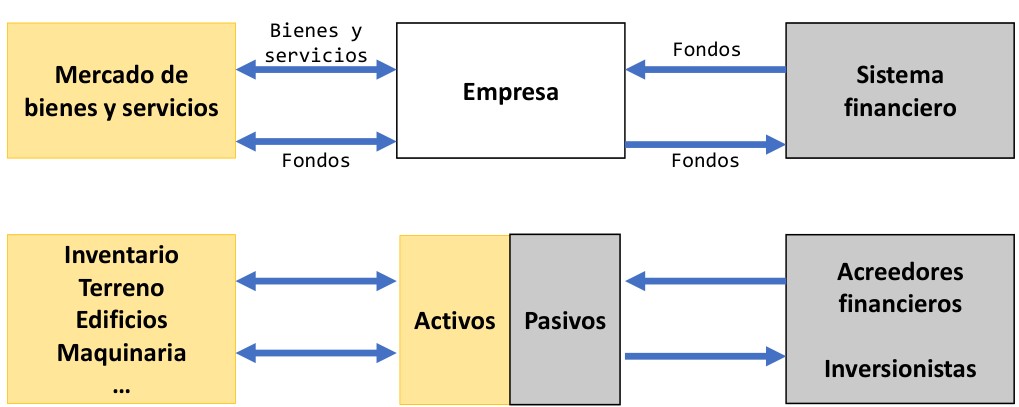 Mercado de
bienes y servicios
Bienes y
servicios
Fondos
Empresa
Fondos
Fondos
Sistema
financiero
Inventario
Terreno
Edificios
Maquinaria
...
Activos
Pasivos
Acreedores
financieros
Inversionistas